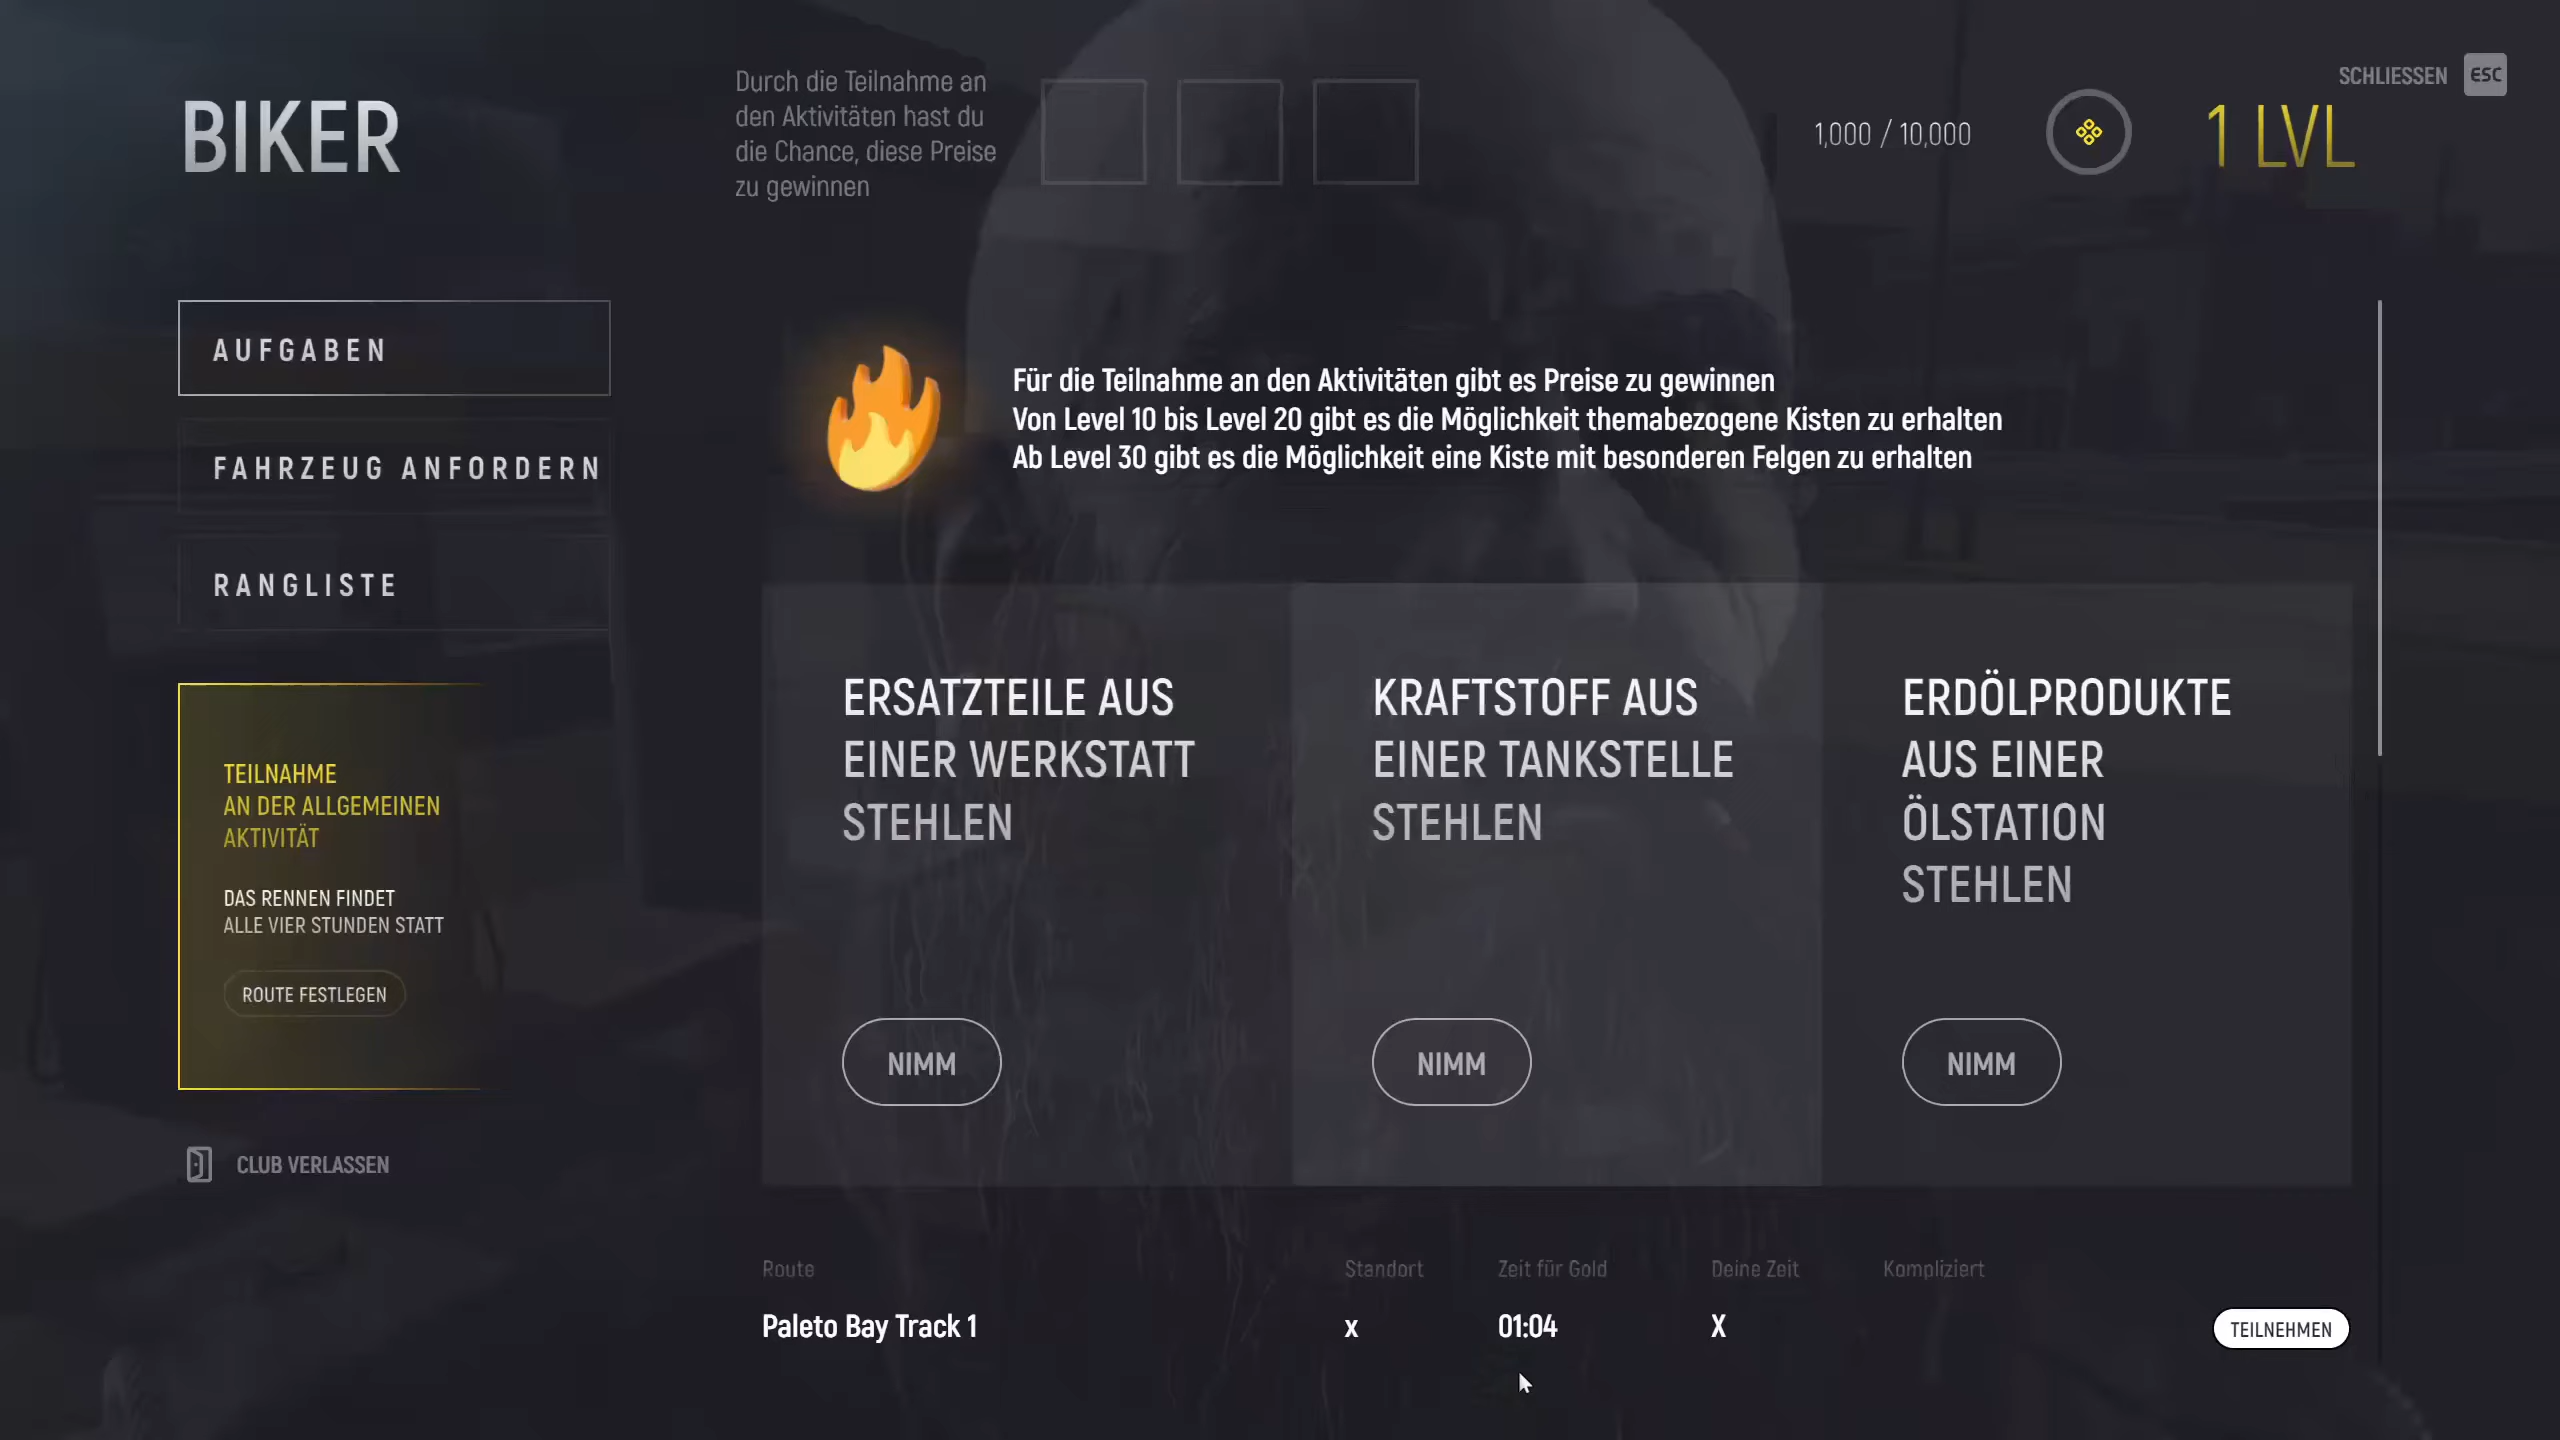 BIKER
Durch die Teilnahme an
den Aktivitäten hast du
die Chance, diese Preise
zu gewinnen
1,000 / 10,000
1 LVL
SCHLIESSEN ESC
AUFGABEN
FAHRZEUG ANFORDERN
RANGLISTE
TEILNAHME
AN DER ALLGEMEINEN
AKTIVITÄT
DAS RENNEN FINDET
ALLE VIER STUNDEN STATT
ROUTE FESTLEGEN
CLUB VERLASSEN
Für die Teilnahme an den Aktivitäten gibt es Preise zu gewinnen
Von Level 10 bis Level 20 gibt es die Möglichkeit themabezogene Kisten zu erhalten
Ab Level 30 gibt es die Möglichkeit eine Kiste mit besonderen Felgen zu erhalten
ERSATZTEILE AUS
EINER WERKSTATT
STEHLEN
NIMM
KRAFTSTOFF AUS
EINER TANKSTELLE
STEHLEN
NIMM
ERDÖLPRODUKTE
AUS EINER
ÖLSTATION
STEHLEN
NIMM
Route Standort Zeit für Gold Deine Zeit Kompliziert
Paleto Bay Track 1 x 01:04 X TEILNEHMEN